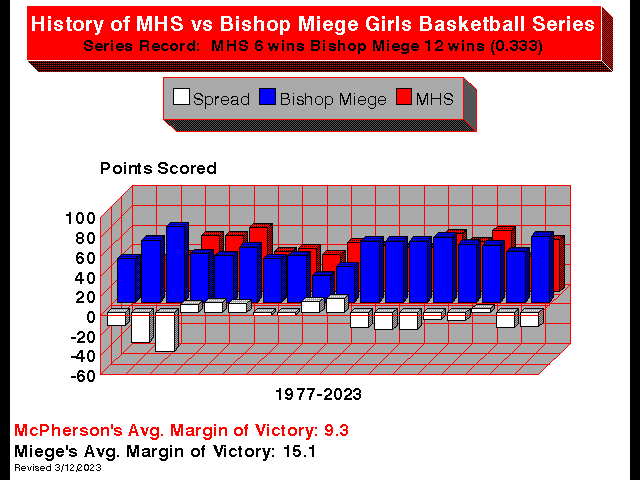 History of MHS vs Bishop Miege Girls Basketball Series
Series Record:  MHS 6 wins Bishop Miege 12 wins (0.333)
Spread Bishop Miege MHS
Points Scored
100
80
60
40
20
0
-20
-40
-60
1977-2023
McPherson's Avg. Margin of Victory: 9.3
Miege's Avg. Margin of Victory: 15.1
Revised 3/12/2023